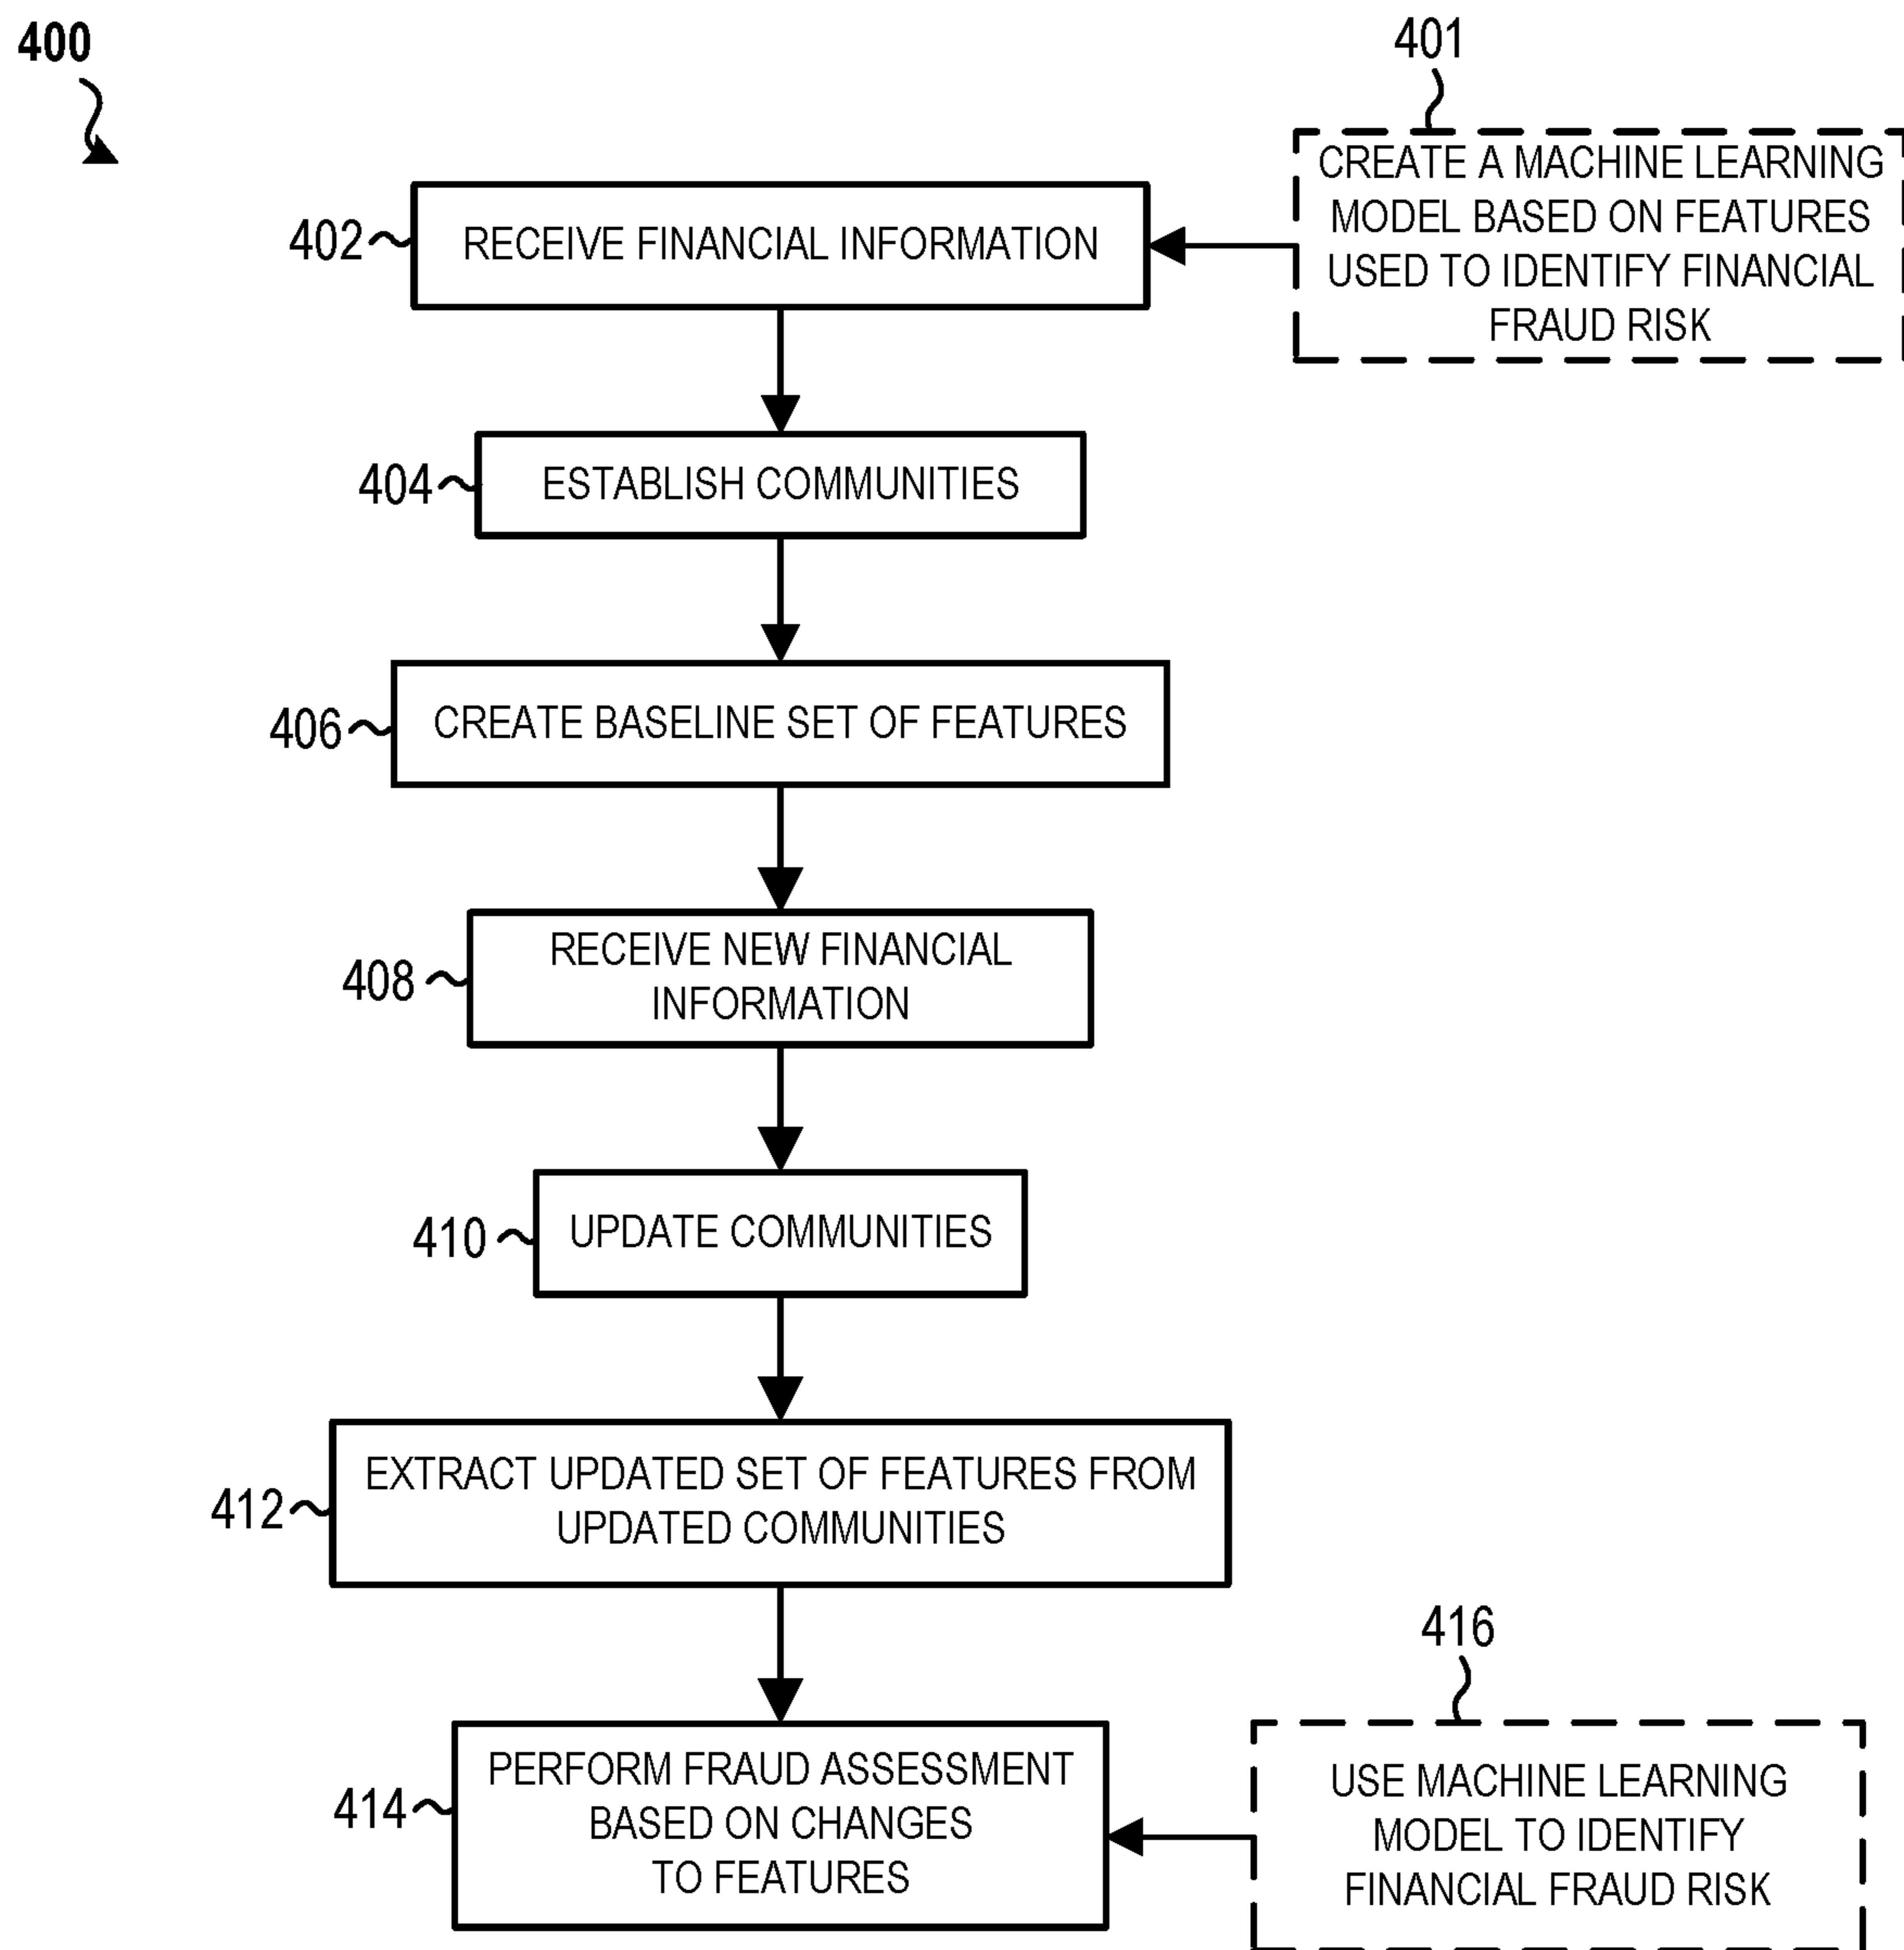 400
401
CREATE A MACHINE LEARNING
MODEL BASED ON FEATURES
USED TO IDENTIFY FINANCIAL
FRAUD RISK
402
RECEIVE FINANCIAL INFORMATION
404
ESTABLISH COMMUNITIES
406
CREATE BASELINE SET OF FEATURES
408
RECEIVE NEW FINANCIAL
INFORMATION
410
UPDATE COMMUNITIES
412
EXTRACT UPDATED SET OF FEATURES FROM
UPDATED COMMUNITIES
414
PERFORM FRAUD ASSESSMENT
BASED ON CHANGES
TO FEATURES
416
USE MACHINE LEARNING
MODEL TO IDENTIFY
FINANCIAL FRAUD RISK